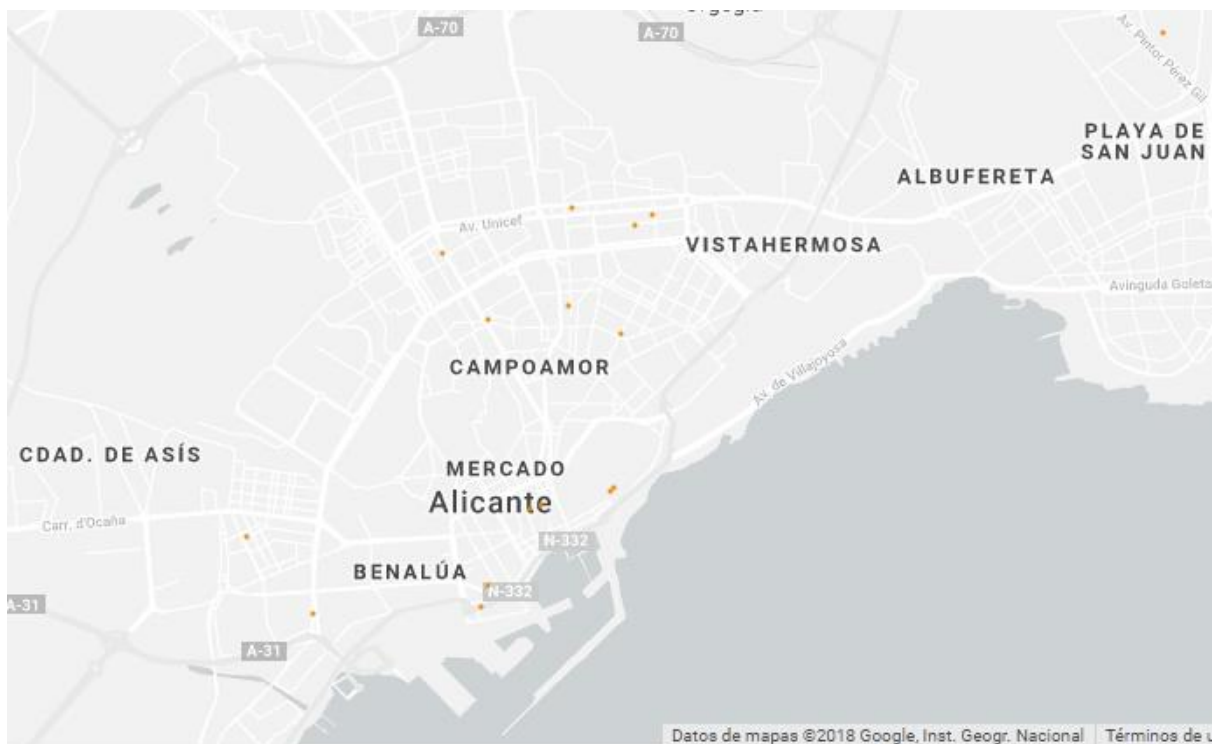 A-70
A-70
Av. Pintor Pérez Gil
PLAYA DE
SAN JUAN
ALBUFERETA
Av. Unicef
VISTAHERMOSA
Avinguda Goleta
Av. de Villajoyosa
CAMPOAMOR
CDAD. DE ASÍS
MERCADO
Alicante
Carr. d'Ocaña
N-332
BENALÚA
N-332
A-31
A-31
Datos de mapas ©2018 Google, Inst. Geogr. Nacional
Términos de u